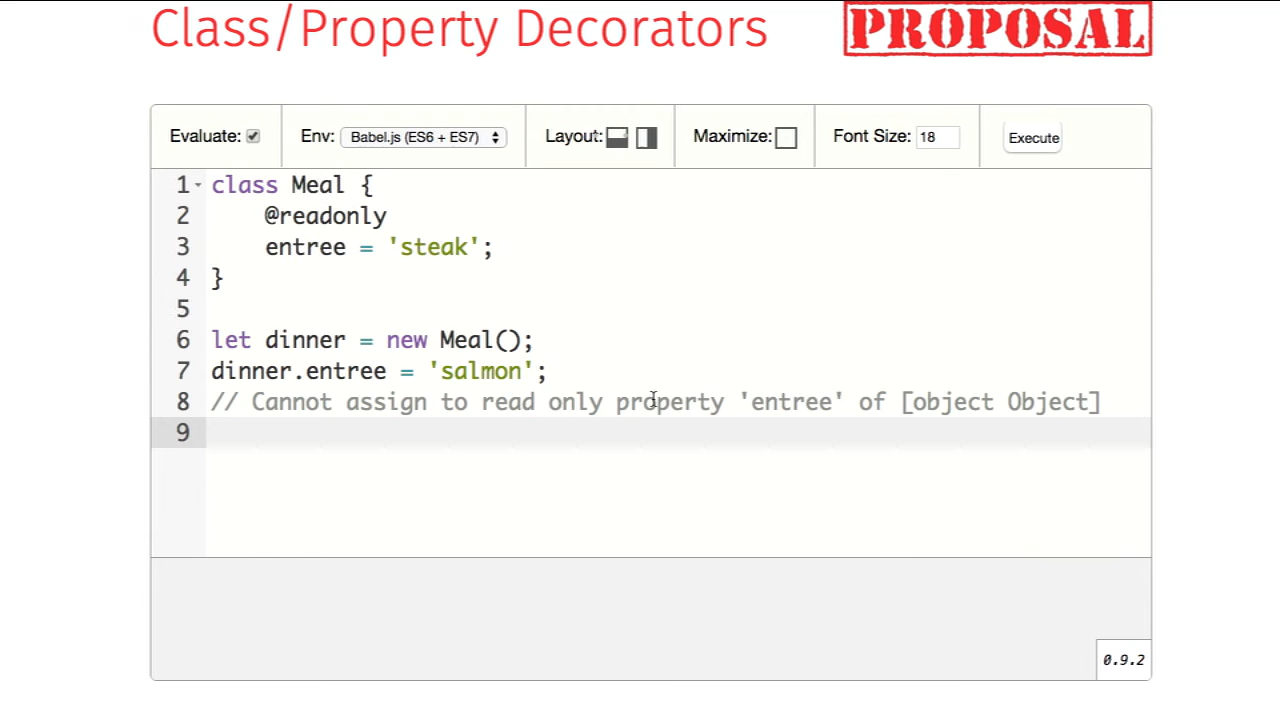 Class/Property Decorators
PROPOSAL
Evaluate: Env: Babel.js (ES6 + ES7) Layout: Maximize: Font Size: 18 Execute
1 class Meal {
2 @readonly
3 entree = 'steak';
4 }
5
6 let dinner = new Meal();
7 dinner.entree = 'salmon';
8 // Cannot assign to read only property 'entree' of [object Object]
9
0.9.2